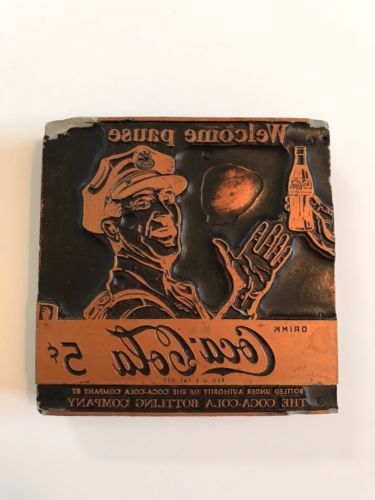 Welcome pause
DRINK
Coca-Cola 5¢
REG. U.S. PAT. OFF.
BOTTLED UNDER AUTHORITY OF THE COCA-COLA COMPANY BY
THE COCA-COLA BOTTLING COMPANY